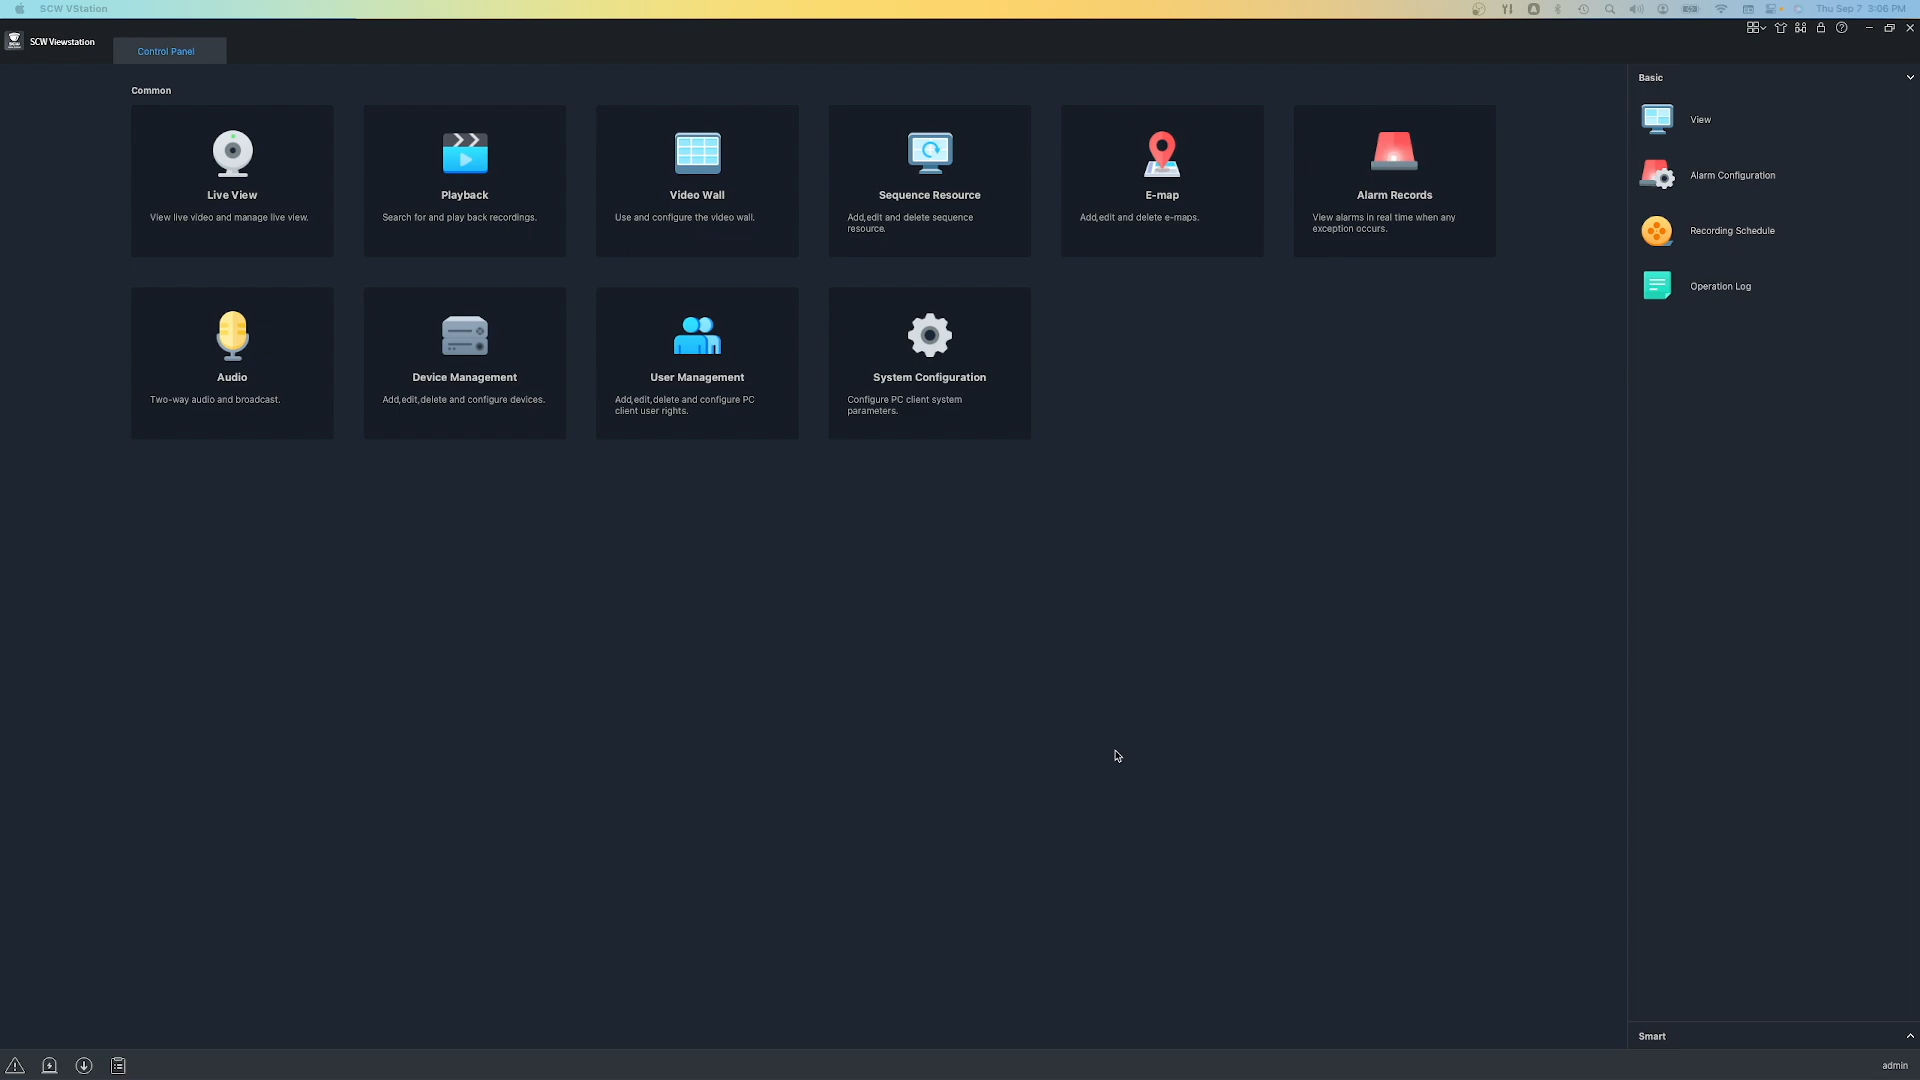 SCW VStation
Thu Sep 7 3:06 PM
SCW Viewstation
Control Panel
Common
Live View
View live video and manage live view.
Playback
Search for and play back recordings.
Video Wall
Use and configure the video wall.
Sequence Resource
Add,edit and delete sequence
resource.
E-map
Add,edit and delete e-maps.
Alarm Records
View alarms in real time when any
exception occurs.
Audio
Two-way audio and broadcast.
Device Management
Add,edit,delete and configure devices.
User Management
Add,edit,delete and configure PC
client user rights.
System Configuration
Configure PC client system
parameters.
Basic
View
Alarm Configuration
Recording Schedule
Operation Log
Smart
admin